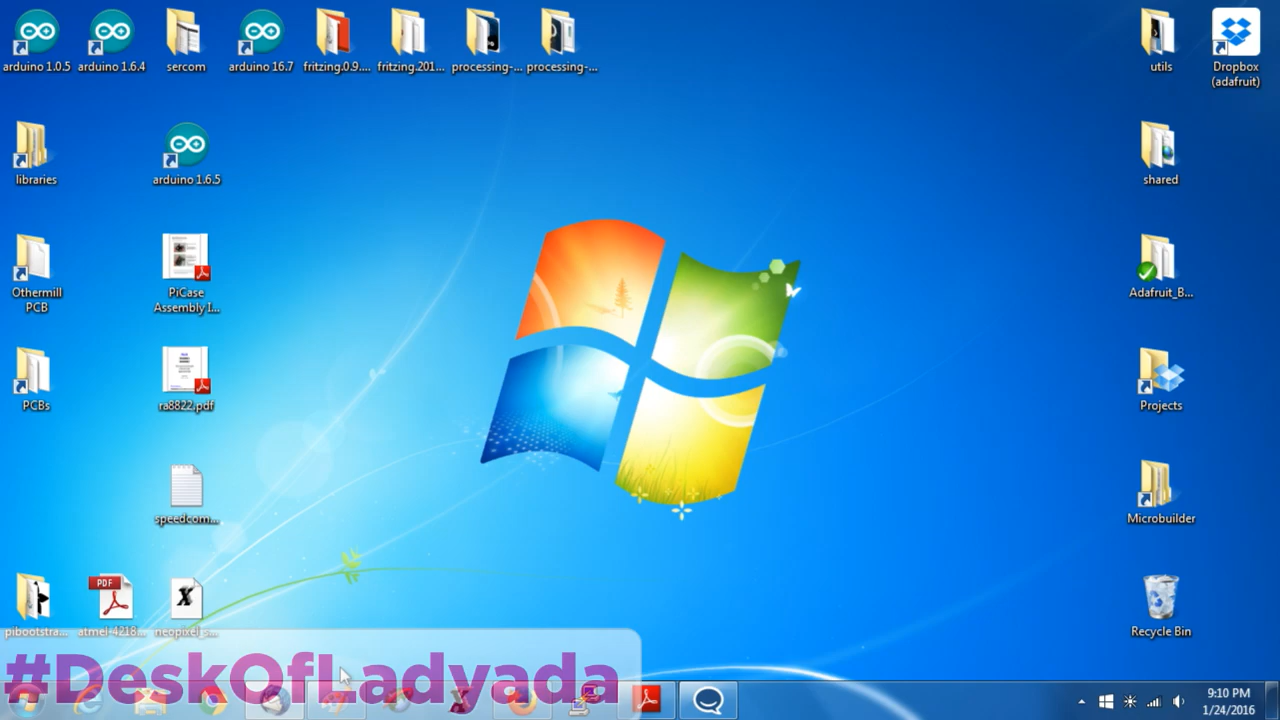 arduino 1.0.5
arduino 1.6.4
sercom
arduino 16.7
fritzing.0.9....
fritzing.201...
processing-...
processing-...
utils
Dropbox
(adafruit)
libraries
arduino 1.6.5
shared
Othermill
PCB
PiCase
Assembly I...
Adafruit_B...
PCBs
ra8822.pdf
Projects
speedcom...
Microbuilder
PDF
X
pibootstra...
atmel-4218...
neopixel_s...
Recycle Bin
#DeskOfLadyada
9:10 PM
1/24/2016